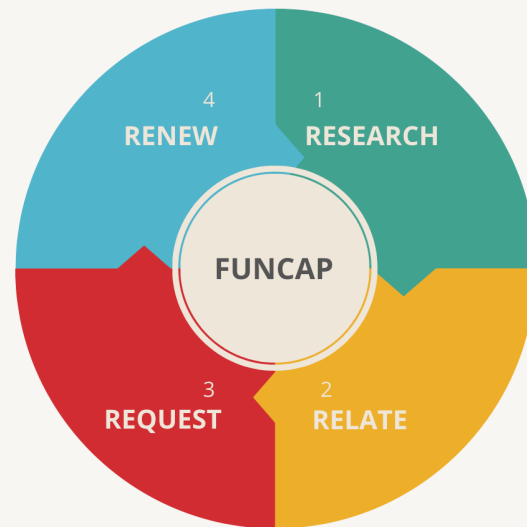 4
RENEW
1
RESEARCH
FUNCAP
3
REQUEST
2
RELATE